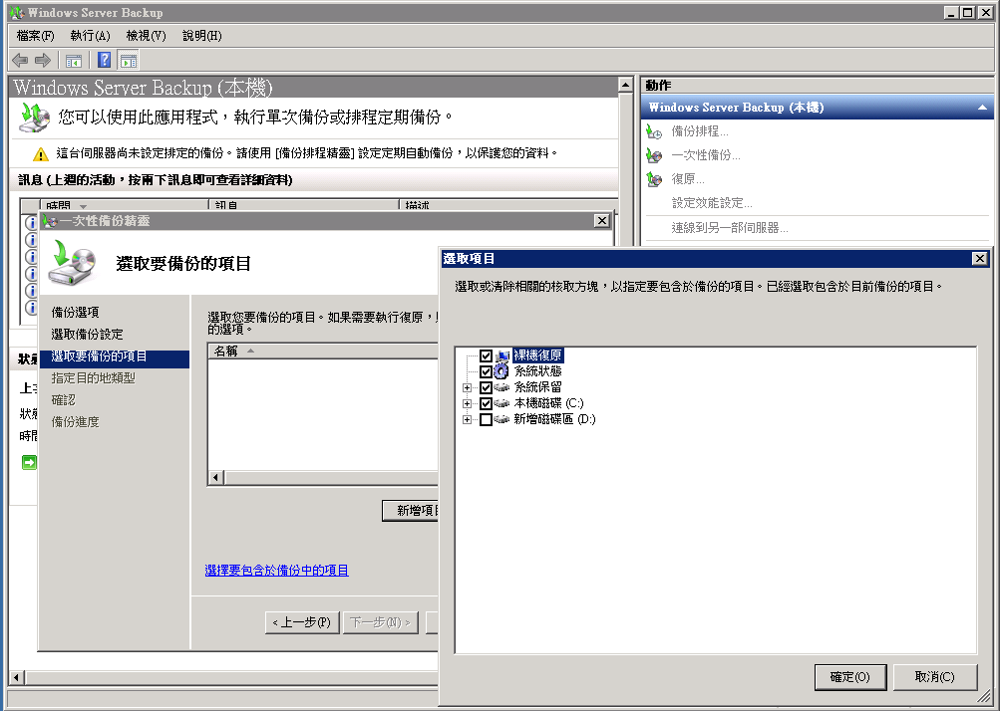 Windows Server Backup
檔案(F) 執行(A) 檢視(V) 說明(H)
Windows Server Backup (本機)
您可以使用此應用程式，執行單次備份或排程定期備份。
這台伺服器尚未設定排定的備份。請使用 [備份排程精靈] 設定定期自動備份，以保護您的資料。
訊息 (上週的活動，按兩下訊息即可查看詳細資料)
時間 訊息 描述
狀態
上
狀態
時間
動作
Windows Server Backup (本機)
備份排程...
一次性備份...
復原...
設定效能設定...
連線到另一部伺服器...
一次性備份精靈
選取要備份的項目
備份選項
選取備份設定
選取要備份的項目
指定目的地類型
確認
備份進度
選取您要備份的項目。如果需要執行復原，
的選項。
名稱
新增項目
選擇要包含於備份中的項目
< 上一步(P) 下一步(N) >
選取項目
選取或清除相關的核取方塊，以指定要包含於備份的項目。已經選取包含於目前備份的項目。
裸機復原
系統狀態
系統保留
本機磁碟 (C:)
新增磁碟區 (D:)
確定(O) 取消(C)